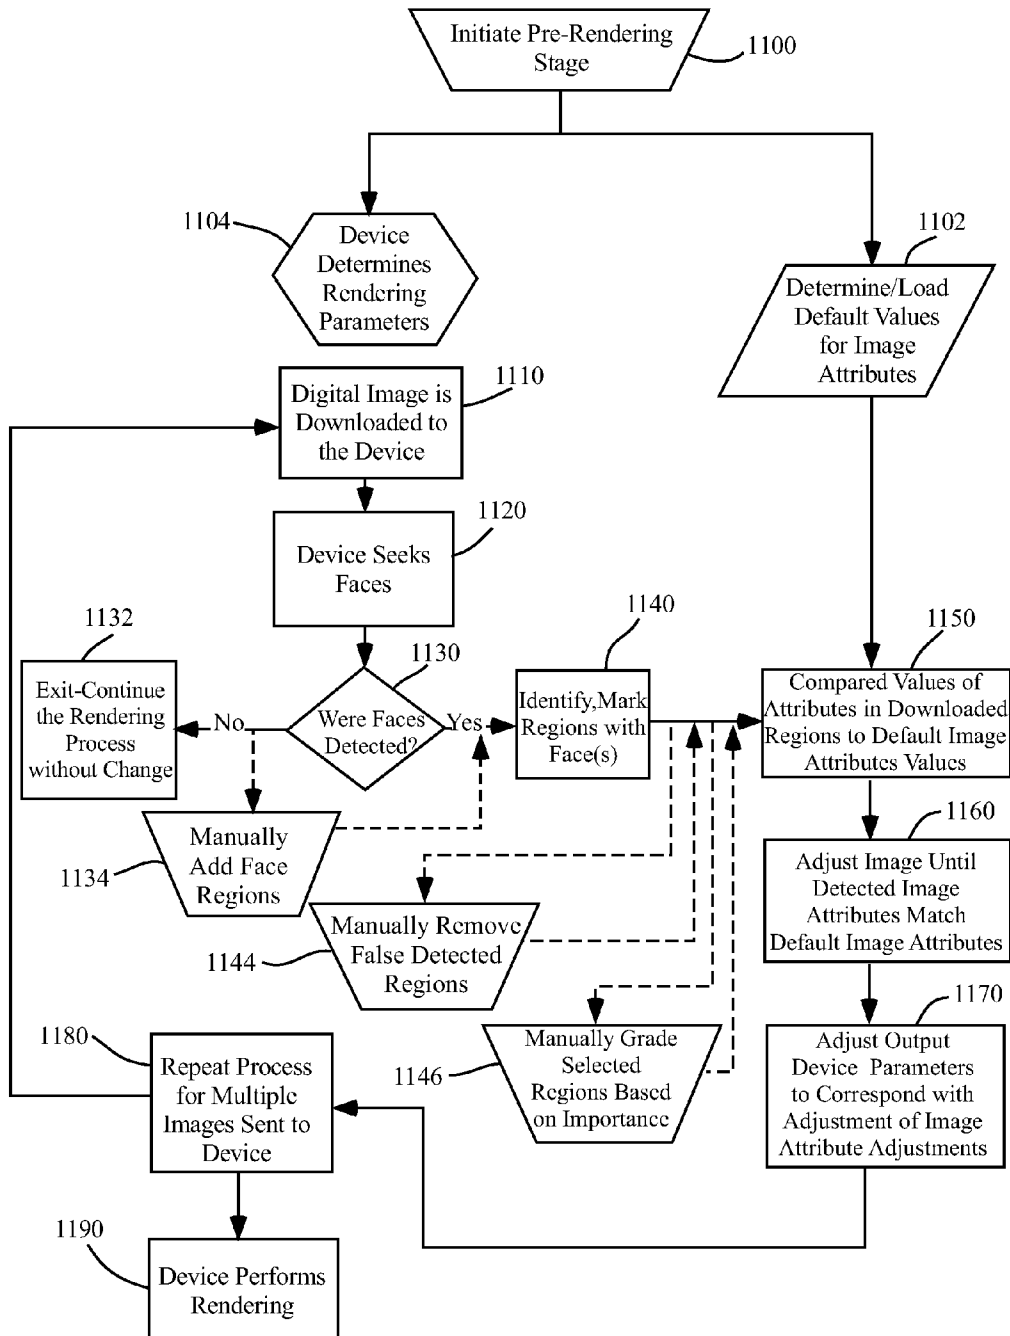 Initiate Pre-Rendering
Stage
1100
1104
Device
Determines
Rendering
Parameters
1102
Determine/Load
Default Values
for Image
Attributes
1110
Digital Image is
Downloaded to
the Device
1120
Device Seeks
Faces
1132
Exit-Continue
the Rendering
Process
without Change
No
1130
Were Faces
Detected?
Yes
1140
Identify,Mark
Regions with
Face(s)
1150
Compared Values of
Attributes in Downloaded
Regions to Default Image
Attributes Values
1134
Manually
Add Face
Regions
1144
Manually Remove
False Detected
Regions
1160
Adjust Image Until
Detected Image
Attributes Match
Default Image Attributes
1146
Manually Grade
Selected
Regions Based
on Importance
1170
Adjust Output
Device Parameters
to Correspond with
Adjustment of Image
Attribute Adjustments
1180
Repeat Process
for Multiple
Images Sent to
Device
1190
Device Performs
Rendering